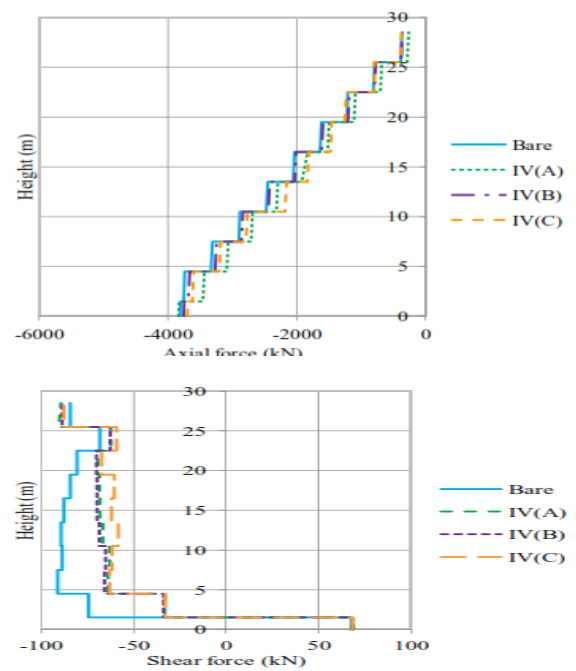 30
25
20
15
10
5
0
Height (m)
-6000
-4000
-2000
0
Axial force (kN)
Bare
IV(A)
IV(B)
IV(C)
30
25
20
15
10
5
0
Height (m)
-100
-50
0
50
100
Shear force (kN)
Bare
IV(A)
IV(B)
IV(C)